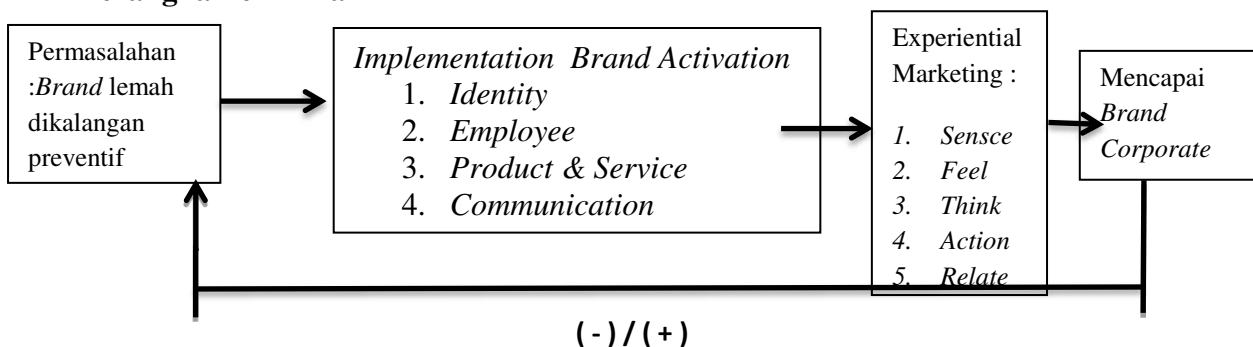 Permasalahan
:Brand lemah
dikalangan
preventif
Implementation Brand Activation
1. Identity
2. Employee
3. Product & Service
4. Communication
Experiential
Marketing :
1. Sensce
2. Feel
3. Think
4. Action
5. Relate
Mencapai
Brand
Corporate
( - ) / ( + )